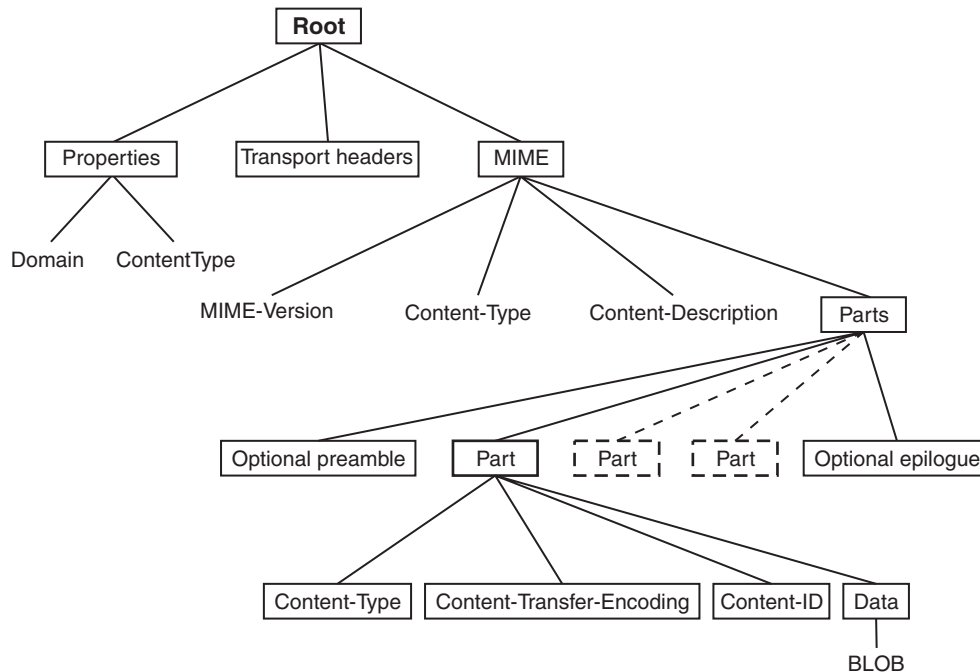 Root
Properties
Transport headers
MIME
Domain
ContentType
MIME-Version
Content-Type
Content-Description
Parts
Optional preamble
Part
Part
Part
Optional epilogue
Content-Type
Content-Transfer-Encoding
Content-ID
Data
BLOB